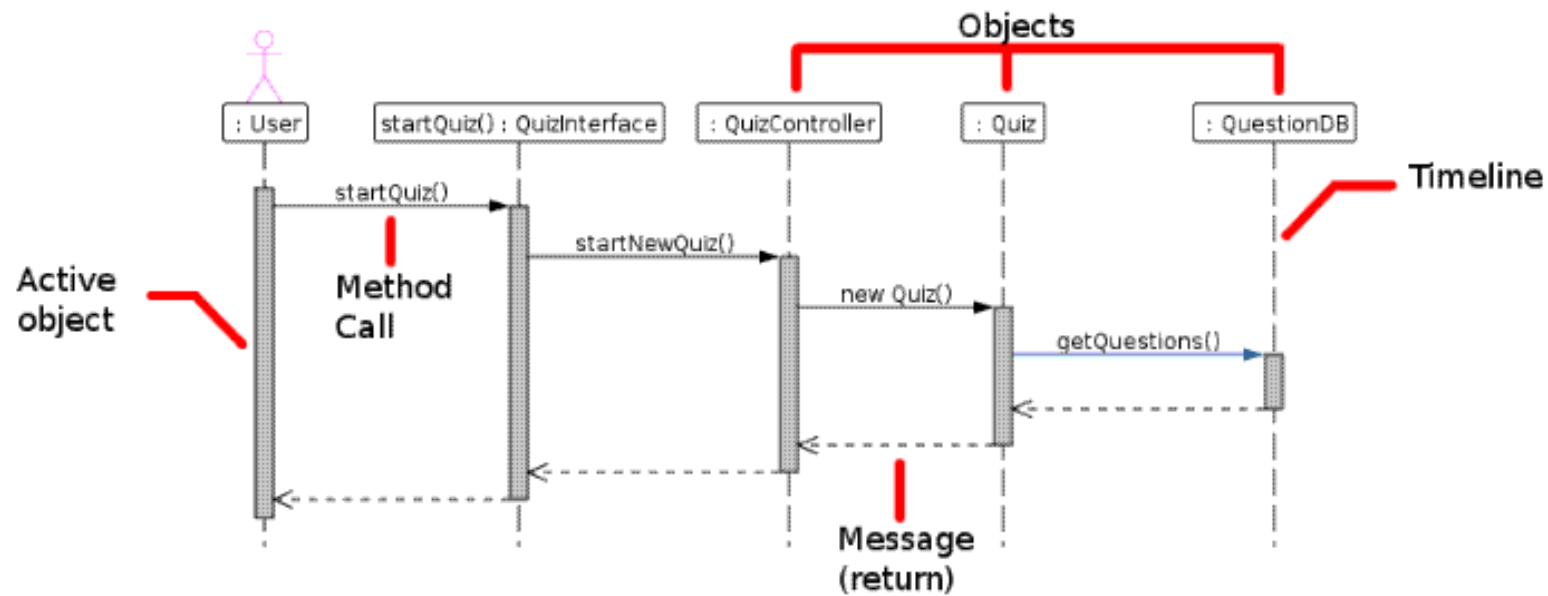 Objects
: User
startQuiz() : QuizInterface
: QuizController
: Quiz
: QuestionDB
Timeline
startQuiz()
startNewQuiz()
Active
object
Method
Call
new Quiz()
getQuestions()
Message
(return)